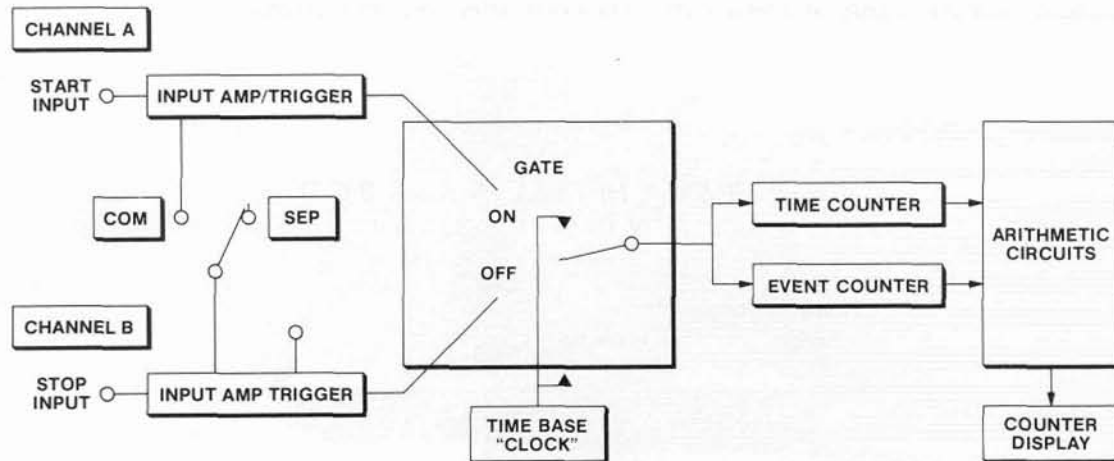 CHANNEL A
START
INPUT
INPUT AMP/TRIGGER
GATE
COM
SEP
ON
OFF
TIME COUNTER
EVENT COUNTER
ARITHMETIC
CIRCUITS
CHANNEL B
STOP
INPUT
INPUT AMP TRIGGER
TIME BASE
“CLOCK”
COUNTER
DISPLAY